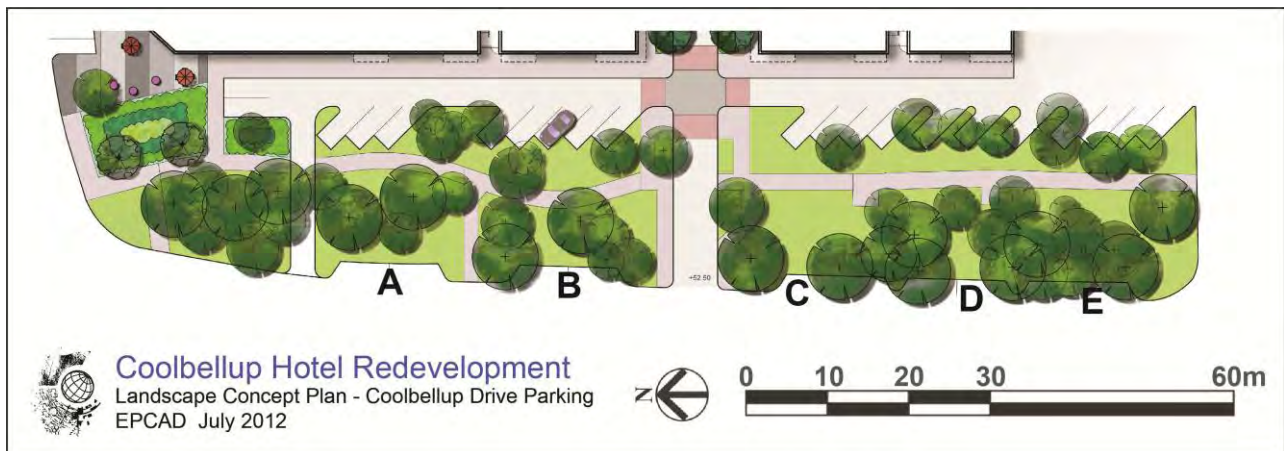 +52.50
A
B
C
D
E
Coolbellup Hotel Redevelopment
Landscape Concept Plan - Coolbellup Drive Parking
EPCAD July 2012
N
0 10 20 30 60m